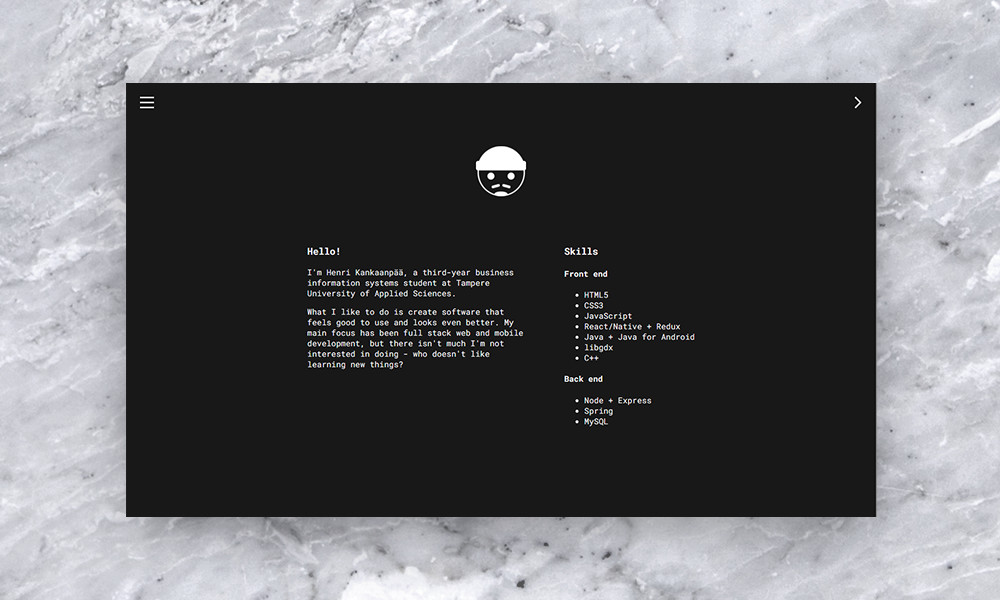 Hello!
I'm Henri Kankaanpää, a third-year business
information systems student at Tampere
University of Applied Sciences.
What I like to do is create software that
feels good to use and looks even better. My
main focus has been full stack web and mobile
development, but there isn't much I'm not
interested in doing - who doesn't like
learning new things?
Skills
Front end
• HTML5
• CSS3
• JavaScript
• React/Native + Redux
• Java + Java for Android
• libgdx
• C++
Back end
• Node + Express
• Spring
• MySQL